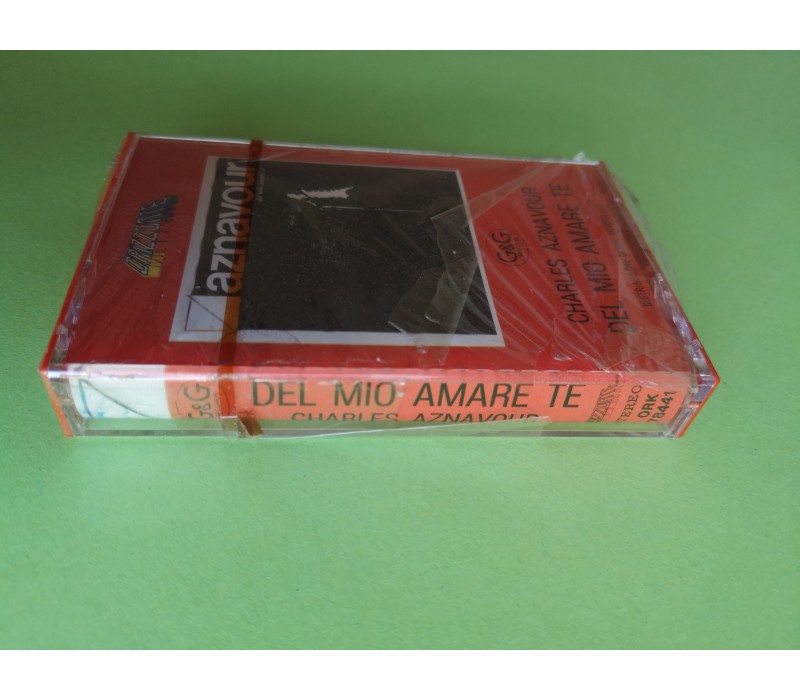 aznavour
G&G
CHARLES AZNAVOUR
DEL MIO AMARE TE
G&G
DEL MIO AMARE TE
CHARLES AZNAVOUR
STEREO
ORK
78441